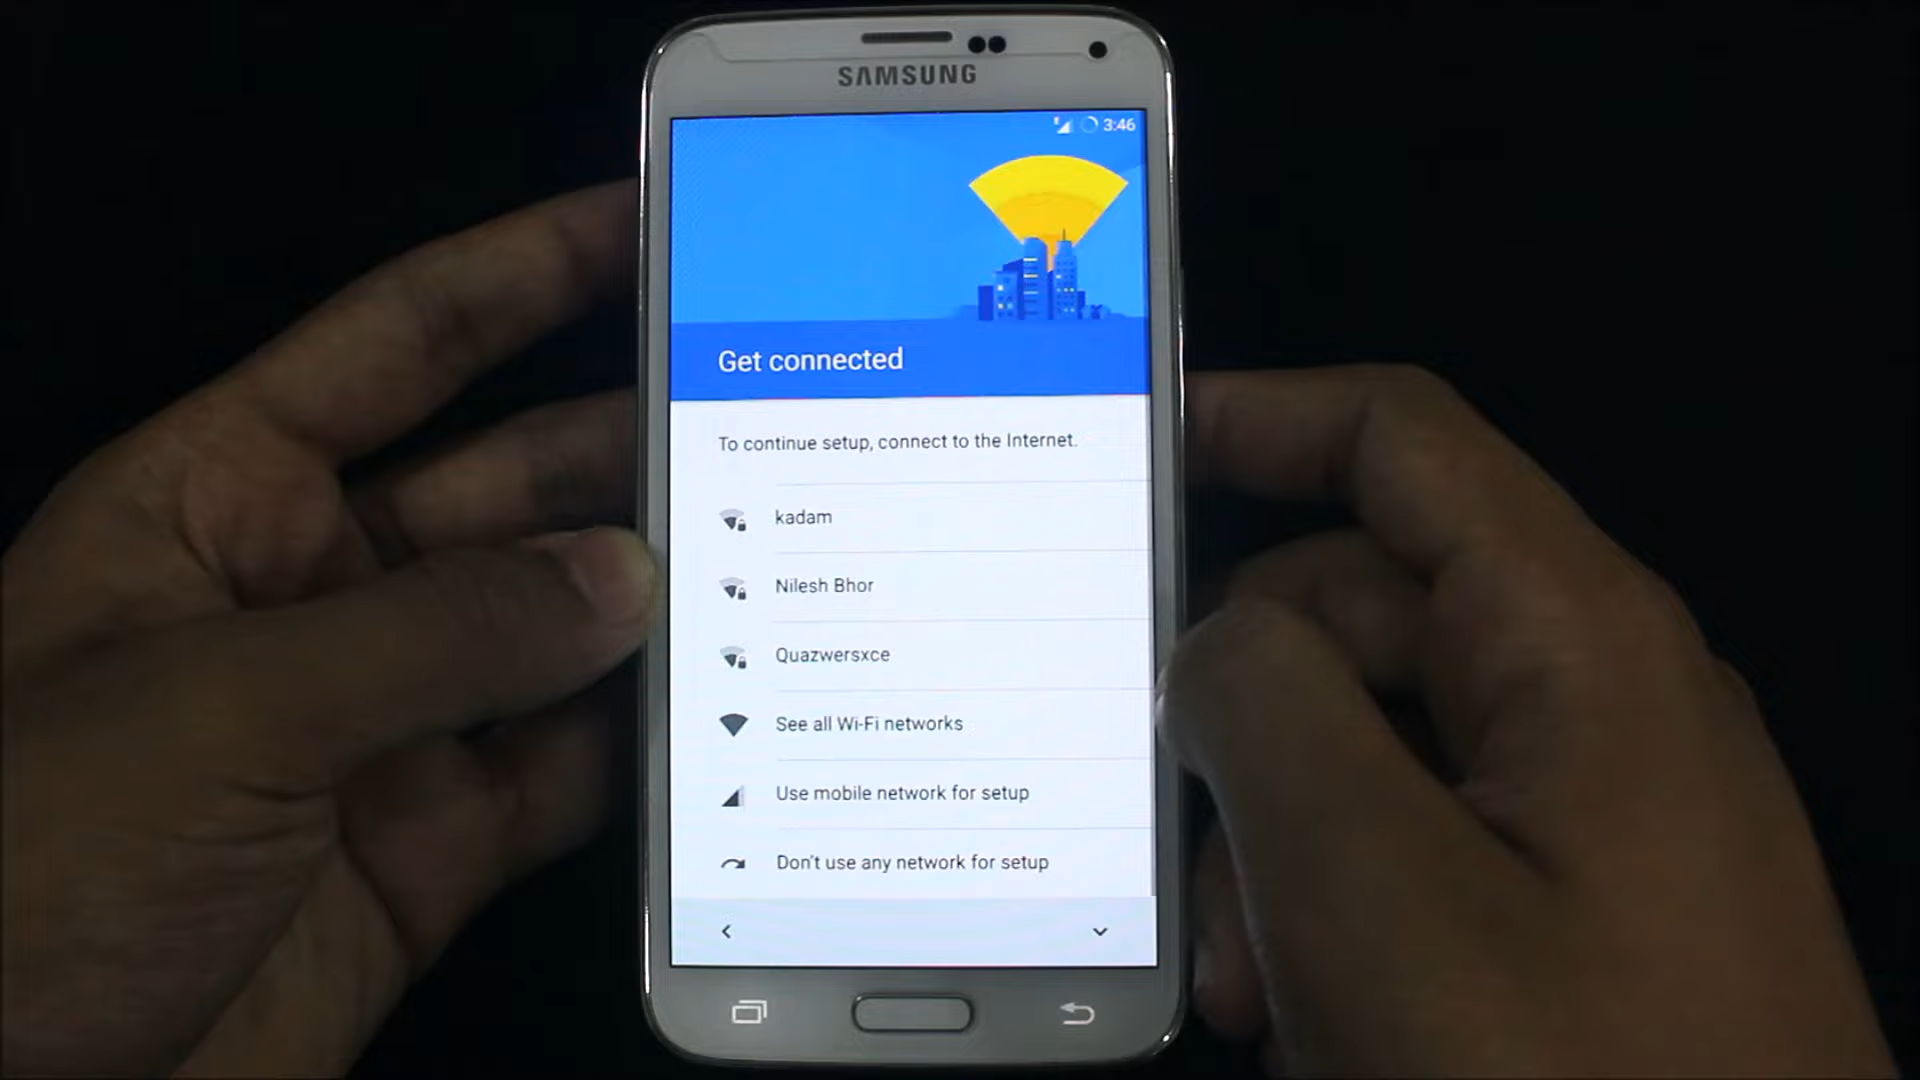 SAMSUNG
3:46
Get connected
To continue setup, connect to the Internet.
kadam
Nilesh Bhor
Quazwersxce
See all Wi-Fi networks
Use mobile network for setup
Don't use any network for setup